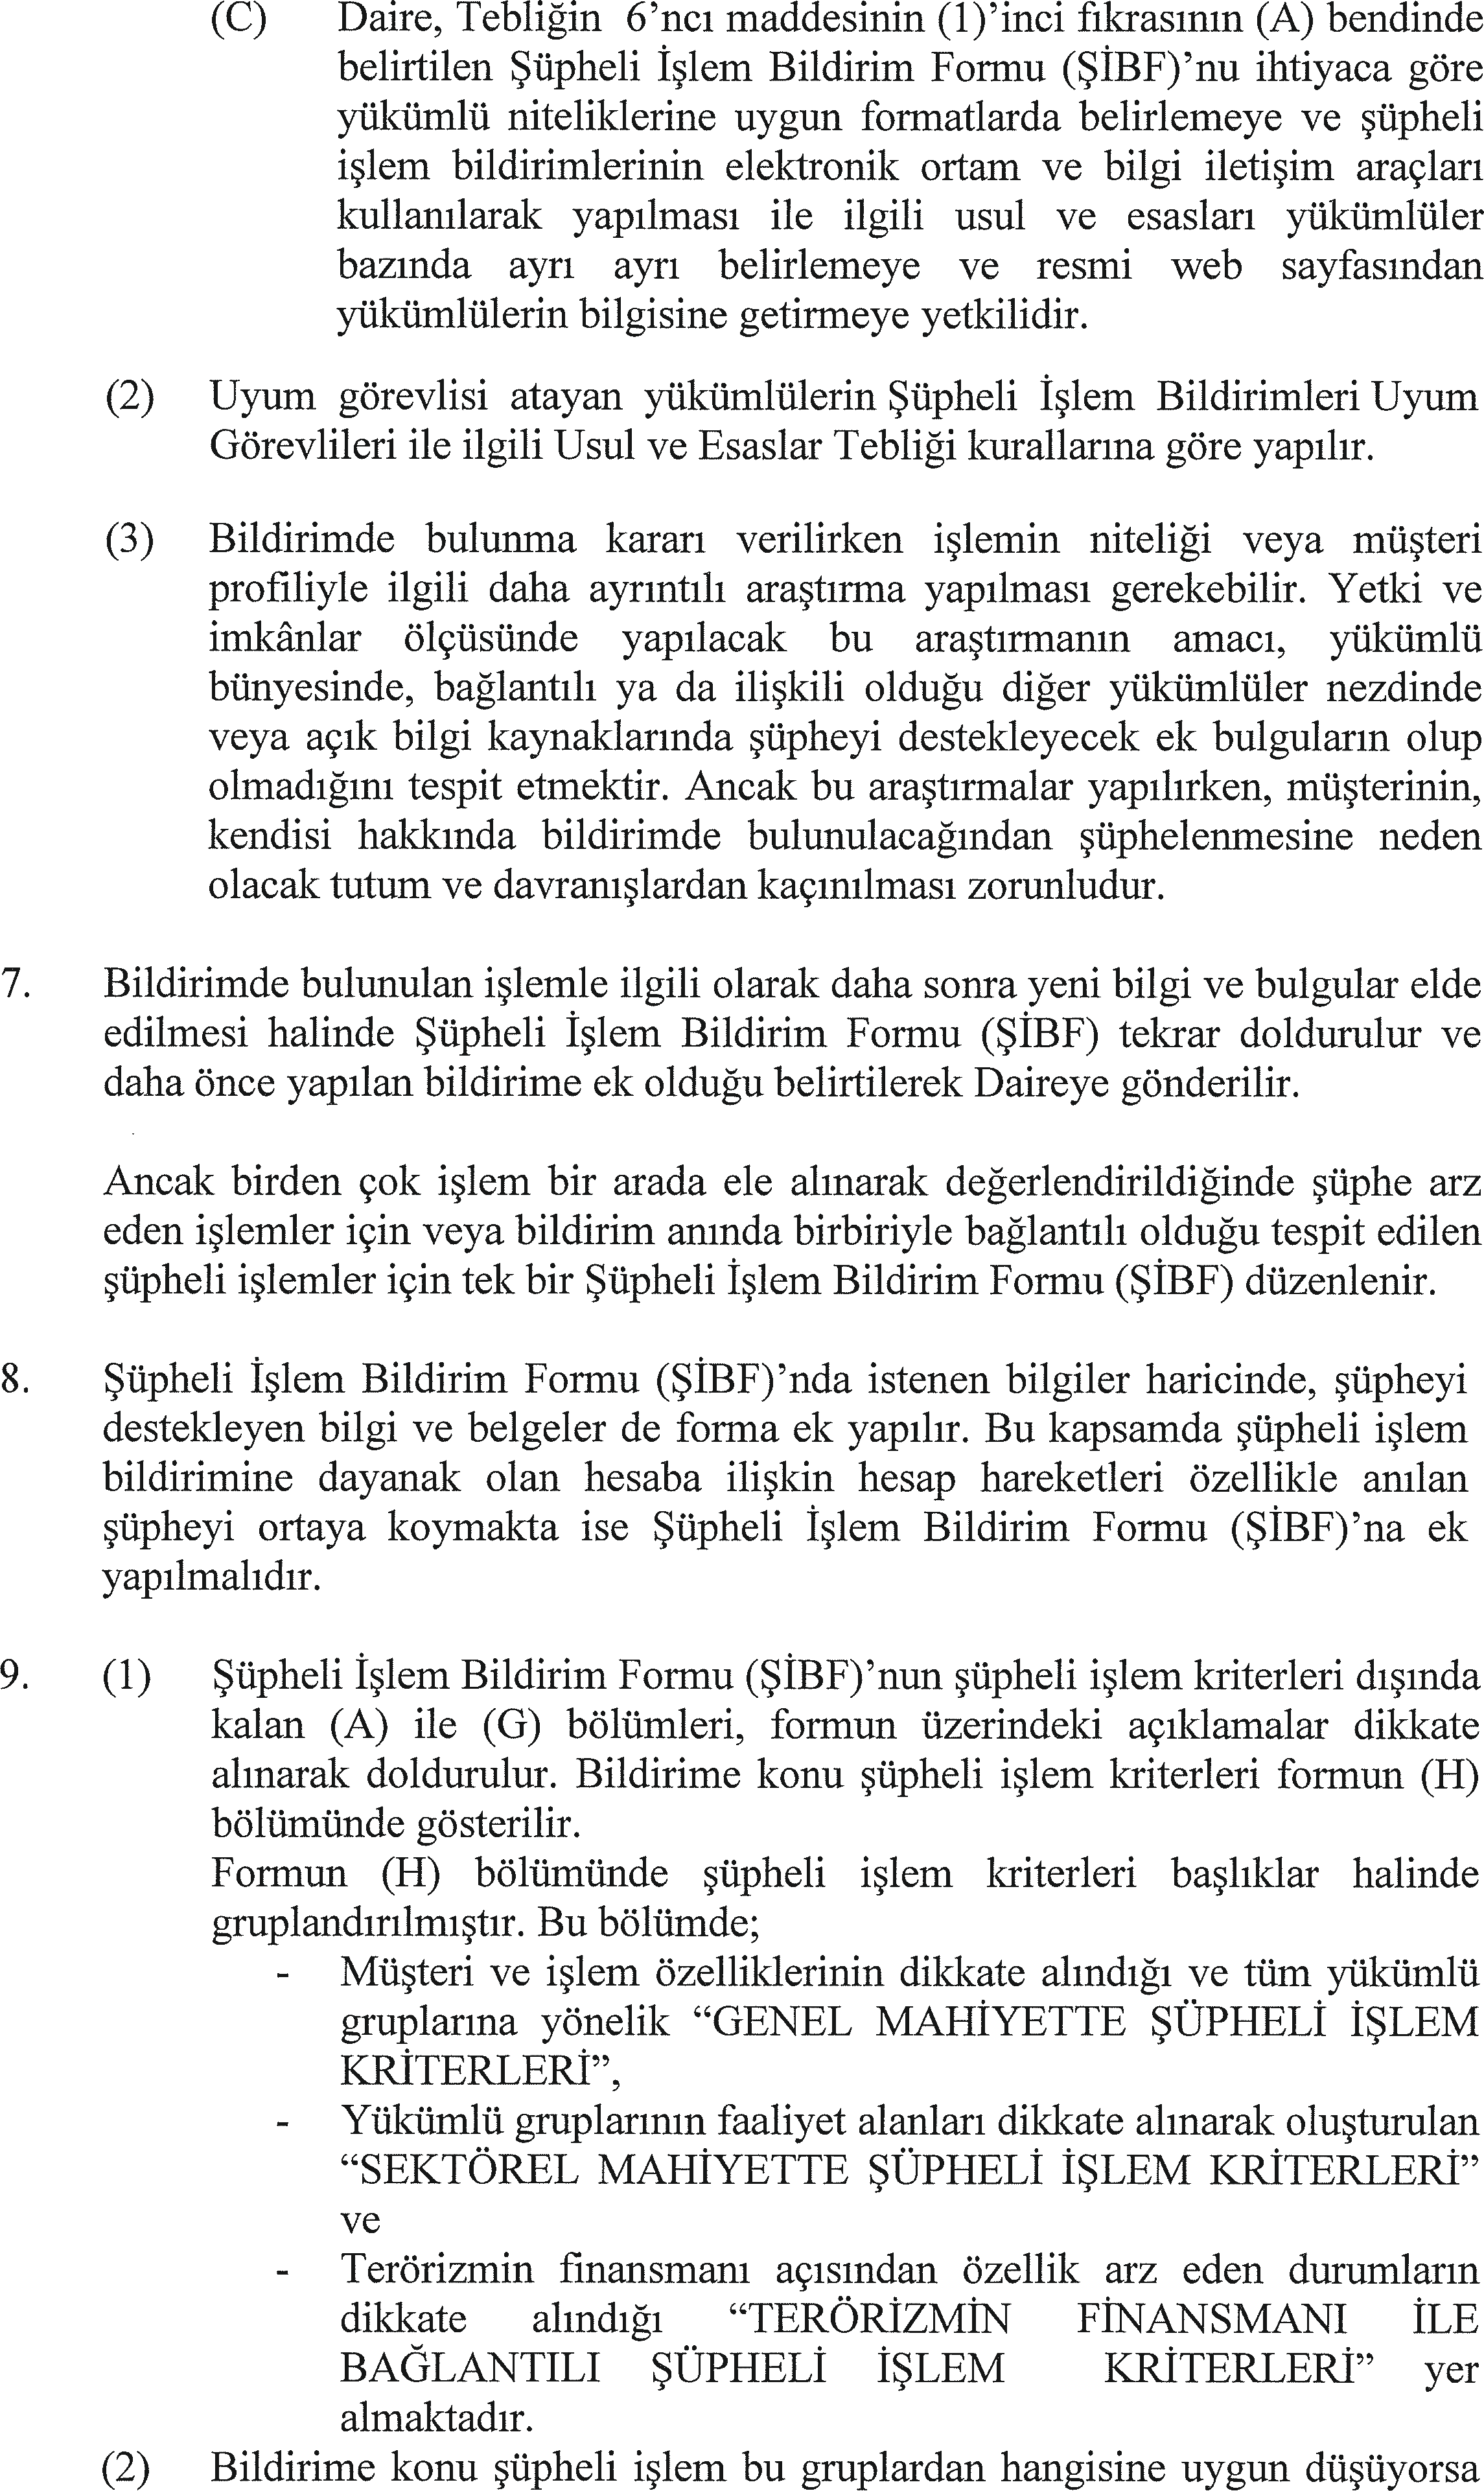 (C) Daire, Tebliğin 6’ncı maddesinin (1)’inci fıkrasının (A) bendinde
belirtilen Şüpheli İşlem Bildirim Formu (ŞİBF)’nu ihtiyaca göre
yükümlü niteliklerine uygun formatlarda belirlemeye ve şüpheli
işlem bildirimlerinin elektronik ortam ve bilgi iletişim araçları
kullanılarak yapılması ile ilgili usul ve esasları yükümlüler
bazında ayrı ayrı belirlemeye ve resmi web sayfasından
yükümlülerin bilgisine getirmeye yetkilidir.
(2) Uyum görevlisi atayan yükümlülerin Şüpheli İşlem Bildirimleri Uyum
Görevlileri ile ilgili Usul ve Esaslar Tebliği kurallarına göre yapılır.
(3) Bildirimde bulunma kararı verilirken işlemin niteliği veya müşteri
profiliyle ilgili daha ayrıntılı araştırma yapılması gerekebilir. Yetki ve
imkânlar ölçüsünde yapılacak bu araştırmanın amacı, yükümlü
bünyesinde, bağlantılı ya da ilişkili olduğu diğer yükümlüler nezdinde
veya açık bilgi kaynaklarında şüpheyi destekleyecek ek bulguların olup
olmadığını tespit etmektir. Ancak bu araştırmalar yapılırken, müşterinin,
kendisi hakkında bildirimde bulunulacağından şüphelenmesine neden
olacak tutum ve davranışlardan kaçınılması zorunludur.
7. Bildirimde bulunulan işlemle ilgili olarak daha sonra yeni bilgi ve bulgular elde
edilmesi halinde Şüpheli İşlem Bildirim Formu (ŞİBF) tekrar doldurulur ve
daha önce yapılan bildirime ek olduğu belirtilerek Daireye gönderilir.
Ancak birden çok işlem bir arada ele alınarak değerlendirildiğinde şüphe arz
eden işlemler için veya bildirim anında birbiriyle bağlantılı olduğu tespit edilen
şüpheli işlemler için tek bir Şüpheli İşlem Bildirim Formu (ŞİBF) düzenlenir.
8. Şüpheli İşlem Bildirim Formu (ŞİBF)’nda istenen bilgiler haricinde, şüpheyi
destekleyen bilgi ve belgeler de forma ek yapılır. Bu kapsamda şüpheli işlem
bildirimine dayanak olan hesaba ilişkin hesap hareketleri özellikle anılan
şüpheyi ortaya koymakta ise Şüpheli İşlem Bildirim Formu (ŞİBF)’na ek
yapılmalıdır.
9. (1) Şüpheli İşlem Bildirim Formu (ŞİBF)’nun şüpheli işlem kriterleri dışında
kalan (A) ile (G) bölümleri, formun üzerindeki açıklamalar dikkate
alınarak doldurulur. Bildirime konu şüpheli işlem kriterleri formun (H)
bölümünde gösterilir.
Formun (H) bölümünde şüpheli işlem kriterleri başlıklar halinde
gruplandırılmıştır. Bu bölümde;
- Müşteri ve işlem özelliklerinin dikkate alındığı ve tüm yükümlü
gruplarına yönelik “GENEL MAHİYETTE ŞÜPHELİ İŞLEM
KRİTERLERİ”,
- Yükümlü gruplarının faaliyet alanları dikkate alınarak oluşturulan
“SEKTÖREL MAHİYETTE ŞÜPHELİ İŞLEM KRİTERLERİ”
ve
- Terörizmin finansmanı açısından özellik arz eden durumların
dikkate alındığı “TERÖRİZMİN FİNANSMANI İLE
BAĞLANTILI ŞÜPHELİ İŞLEM KRİTERLERİ” yer
almaktadır.
(2) Bildirime konu şüpheli işlem bu gruplardan hangisine uygun düşüyorsa